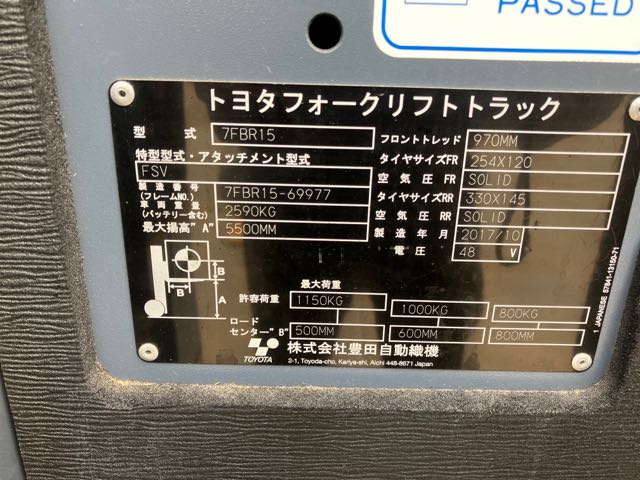 PASSED
トヨタフォークリフトトラック
型 式 7FBR15
特型型式・アタッチメント型式
FSV
製造番号
(フレームNO.) 7FBR15-69977
車両重量
(バッテリー含む) 2590KG
最大揚高"A" 5500MM
フロントトレッド 970MM
タイヤサイズFR 254X120
空気圧FR SOLID
タイヤサイズRR 330X145
空気圧RR SOLID
製造年月 2017/10
電圧 48 V
B
B
A
最大荷重
許容荷重 1150KG 1000KG 800KG
ロード
センター"B" 500MM 600MM 800MM
TOYOTA 株式会社豊田自動織機
2-1, Toyoda-cho, Kariya-shi, Aichi 448-8671 Japan
1 JAPANESE 57841-13160-71